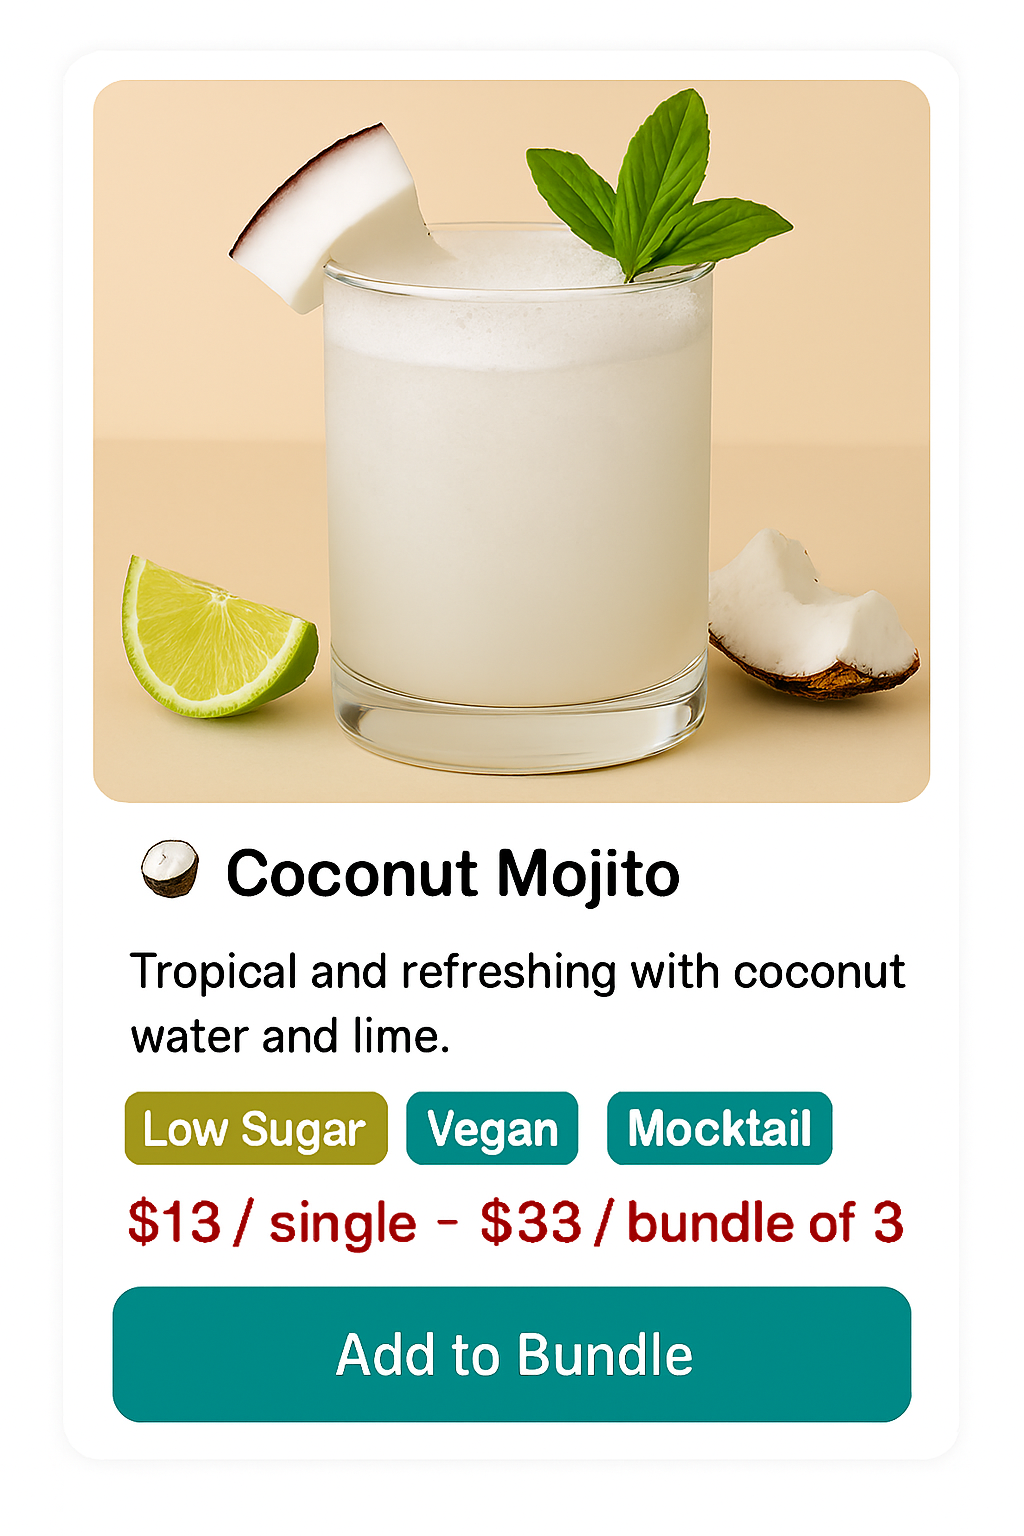 Coconut Mojito
Tropical and refreshing with coconut
water and lime.
Low Sugar Vegan Mocktail
$13 / single - $33 / bundle of 3
Add to Bundle